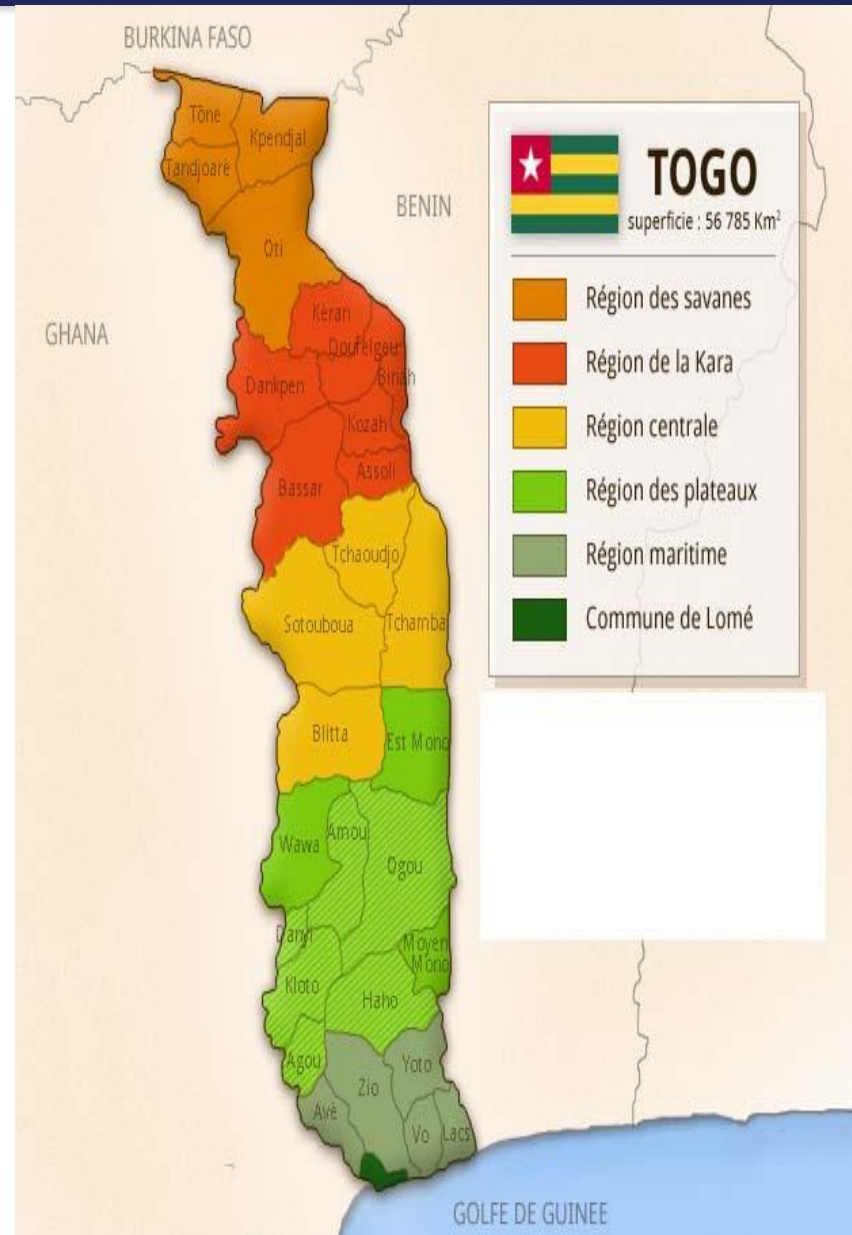 BURKINA FASO
Tône
Kpendjal
Tandjoare
BENIN
Oti
GHANA
Kéran
Doufelgau
Binah
Dankpen
Kozah
Assoli
Bassar
Tchaoudjo
Sotouboua
Tchamba
Blitta
Est Mono
Wawa
Amou
Ogou
Danyi
Moyen
Mono
Kloto
Haho
Agou
Yoto
Zio
Avé
Vo
Lacs
GOLFE DE GUINEE
TOGO
superficie : 56 785 Km²
Région des savanes
Région de la Kara
Région centrale
Région des plateaux
Région maritime
Commune de Lomé